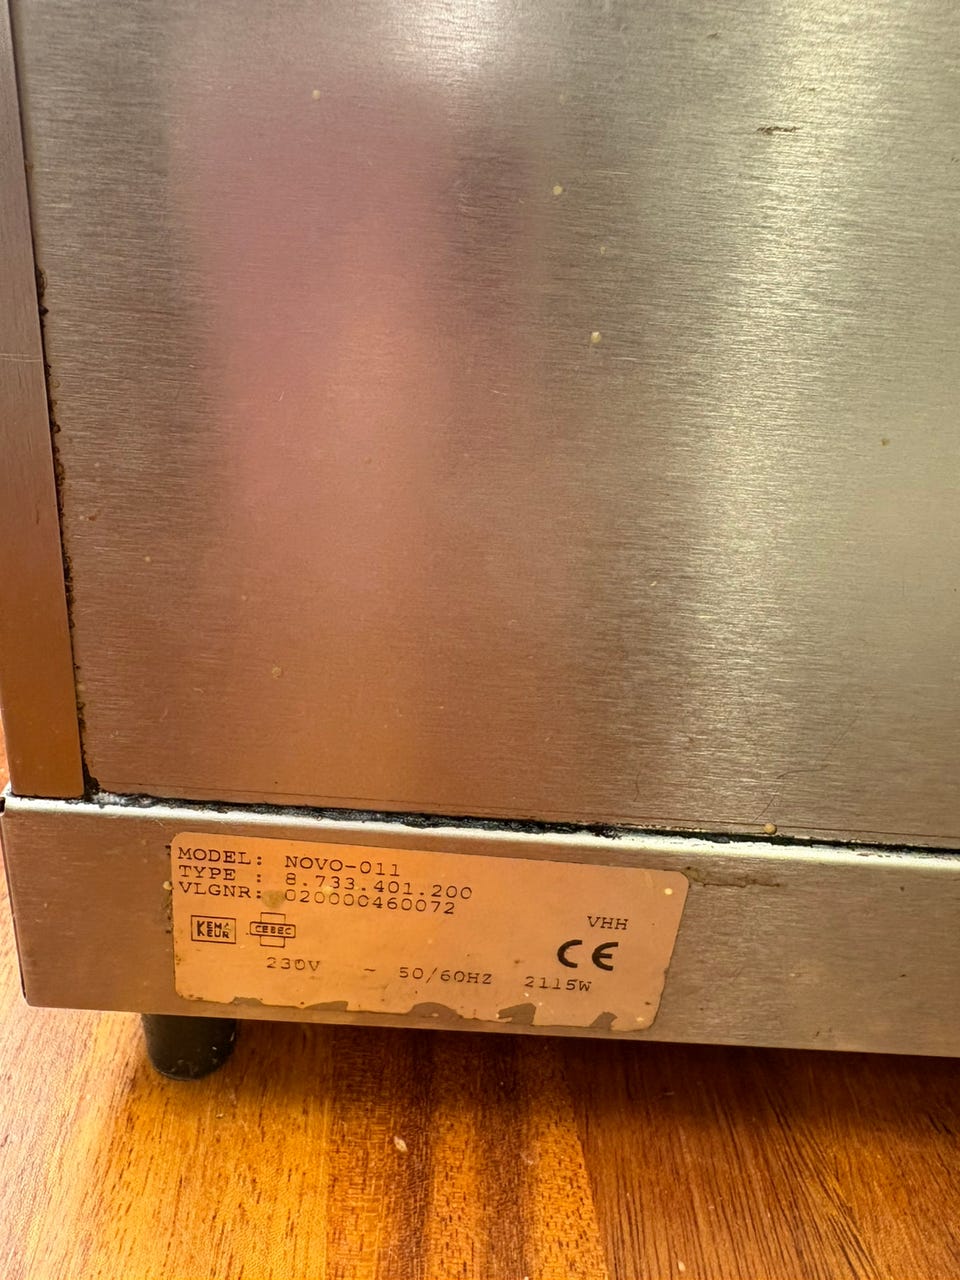 MODEL: NOVO-011
TYPE : 8.733.401.200
VLGNR: 020000460072
KEMA KEUR
CEBEC
VHH
CE
230V ~ 50/60HZ 2115W